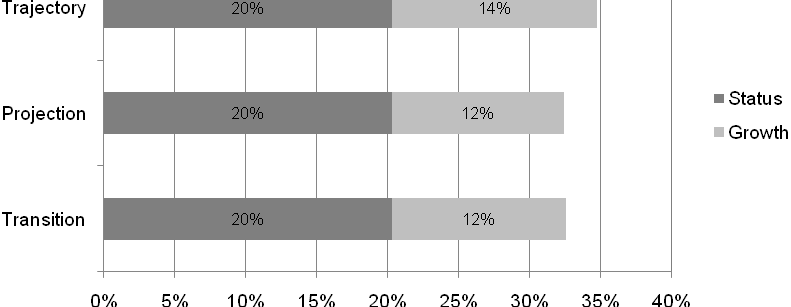 Trajectory 20% 14%
Projection 20% 12%
Status
Growth
Transition 20% 12%
0% 5% 10% 15% 20% 25% 30% 35% 40%